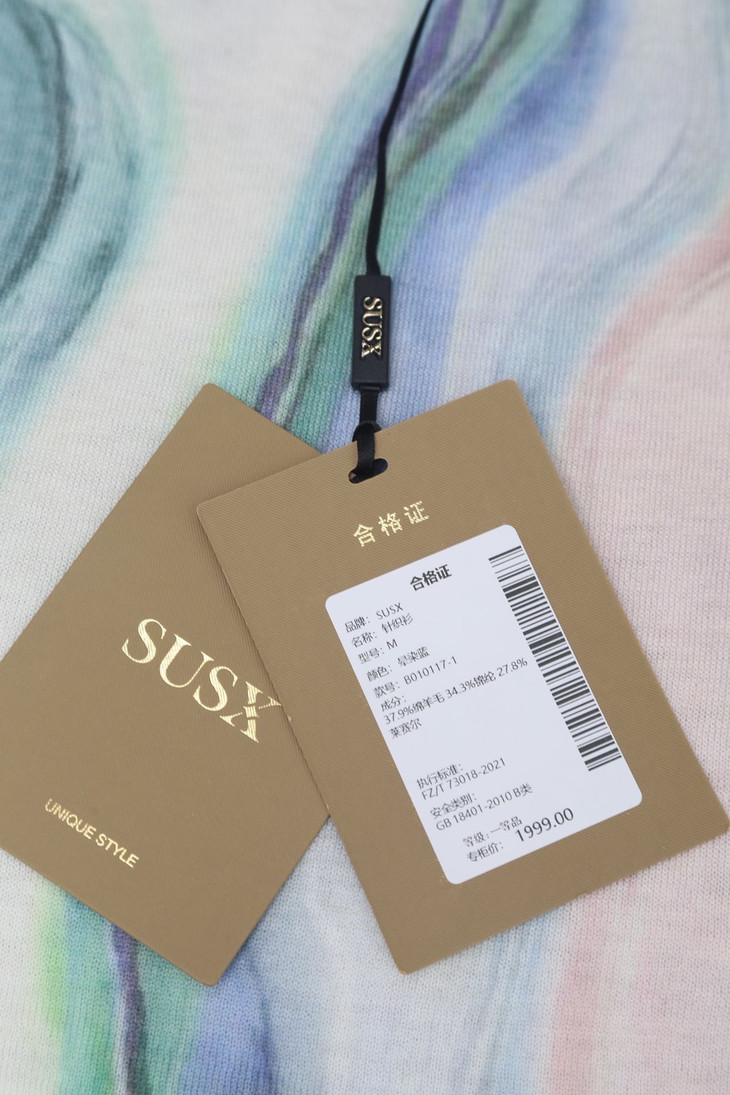 SUSX
合格证
合格证
品牌: SUSX
名称: 针织衫
型号: M
颜色: 晕染蓝
款号: B010117-1
成分:
37.9%绵羊毛 34.3%锦纶 27.8%
莱赛尔
执行标准:
FZ/T 73018-2021
安全类别:
GB 18401-2010 B类
等级: 一等品
专柜价: 1999.00
SUSX
UNIQUE STYLE